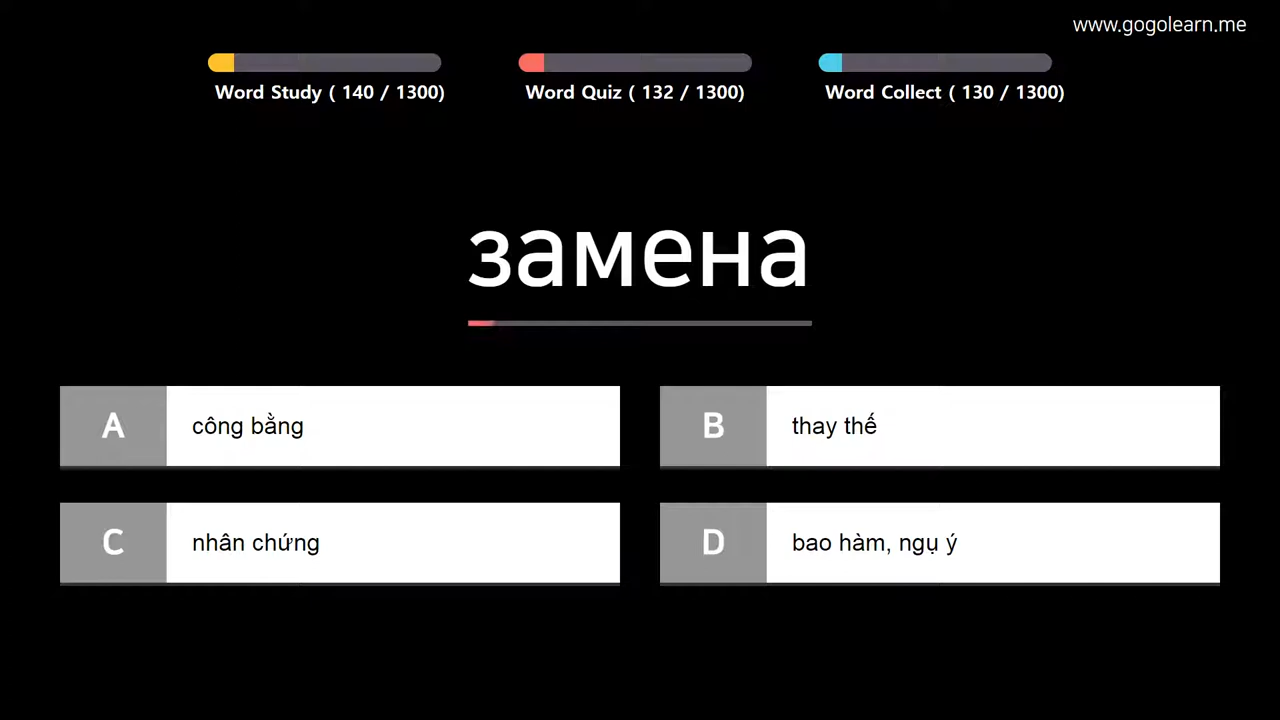 www.gogolearn.me
Word Study ( 140 / 1300)
Word Quiz ( 132 / 1300)
Word Collect ( 130 / 1300)
замена
A công bằng
B thay thế
C nhân chứng
D bao hàm, ngụ ý